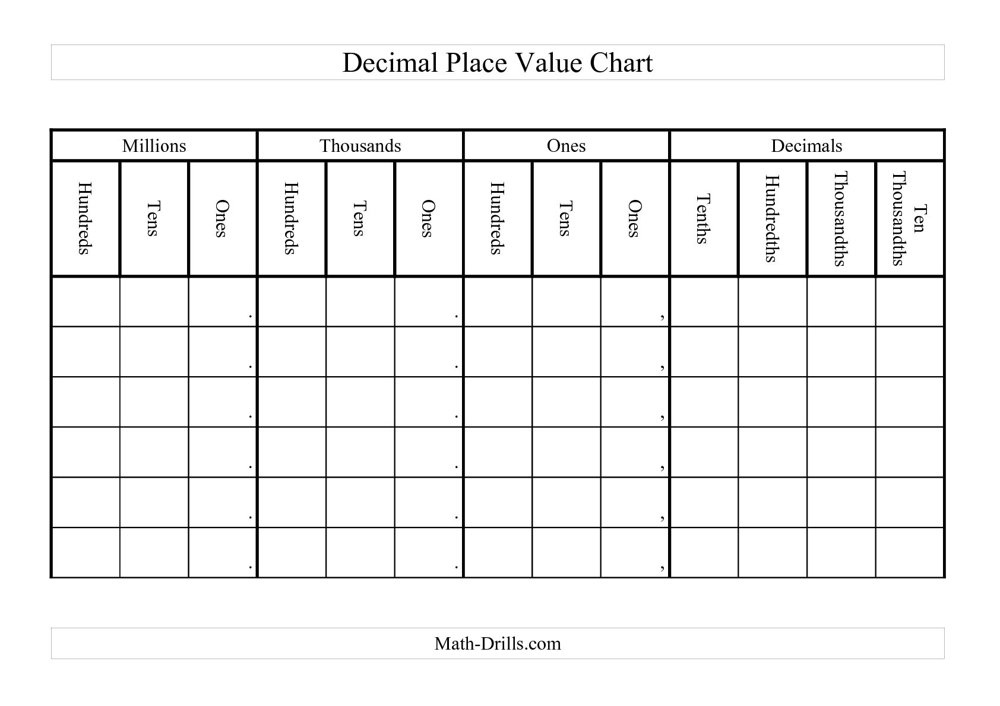 Decimal Place Value Chart
Millions Thousands Ones Decimals
Hundreds Tens Ones Hundreds Tens Ones Hundreds Tens Ones Tenths Hundredths Thousandths Ten Thousandths
. . ,
. . ,
. . ,
. . ,
. . ,
. . ,
Math-Drills.com